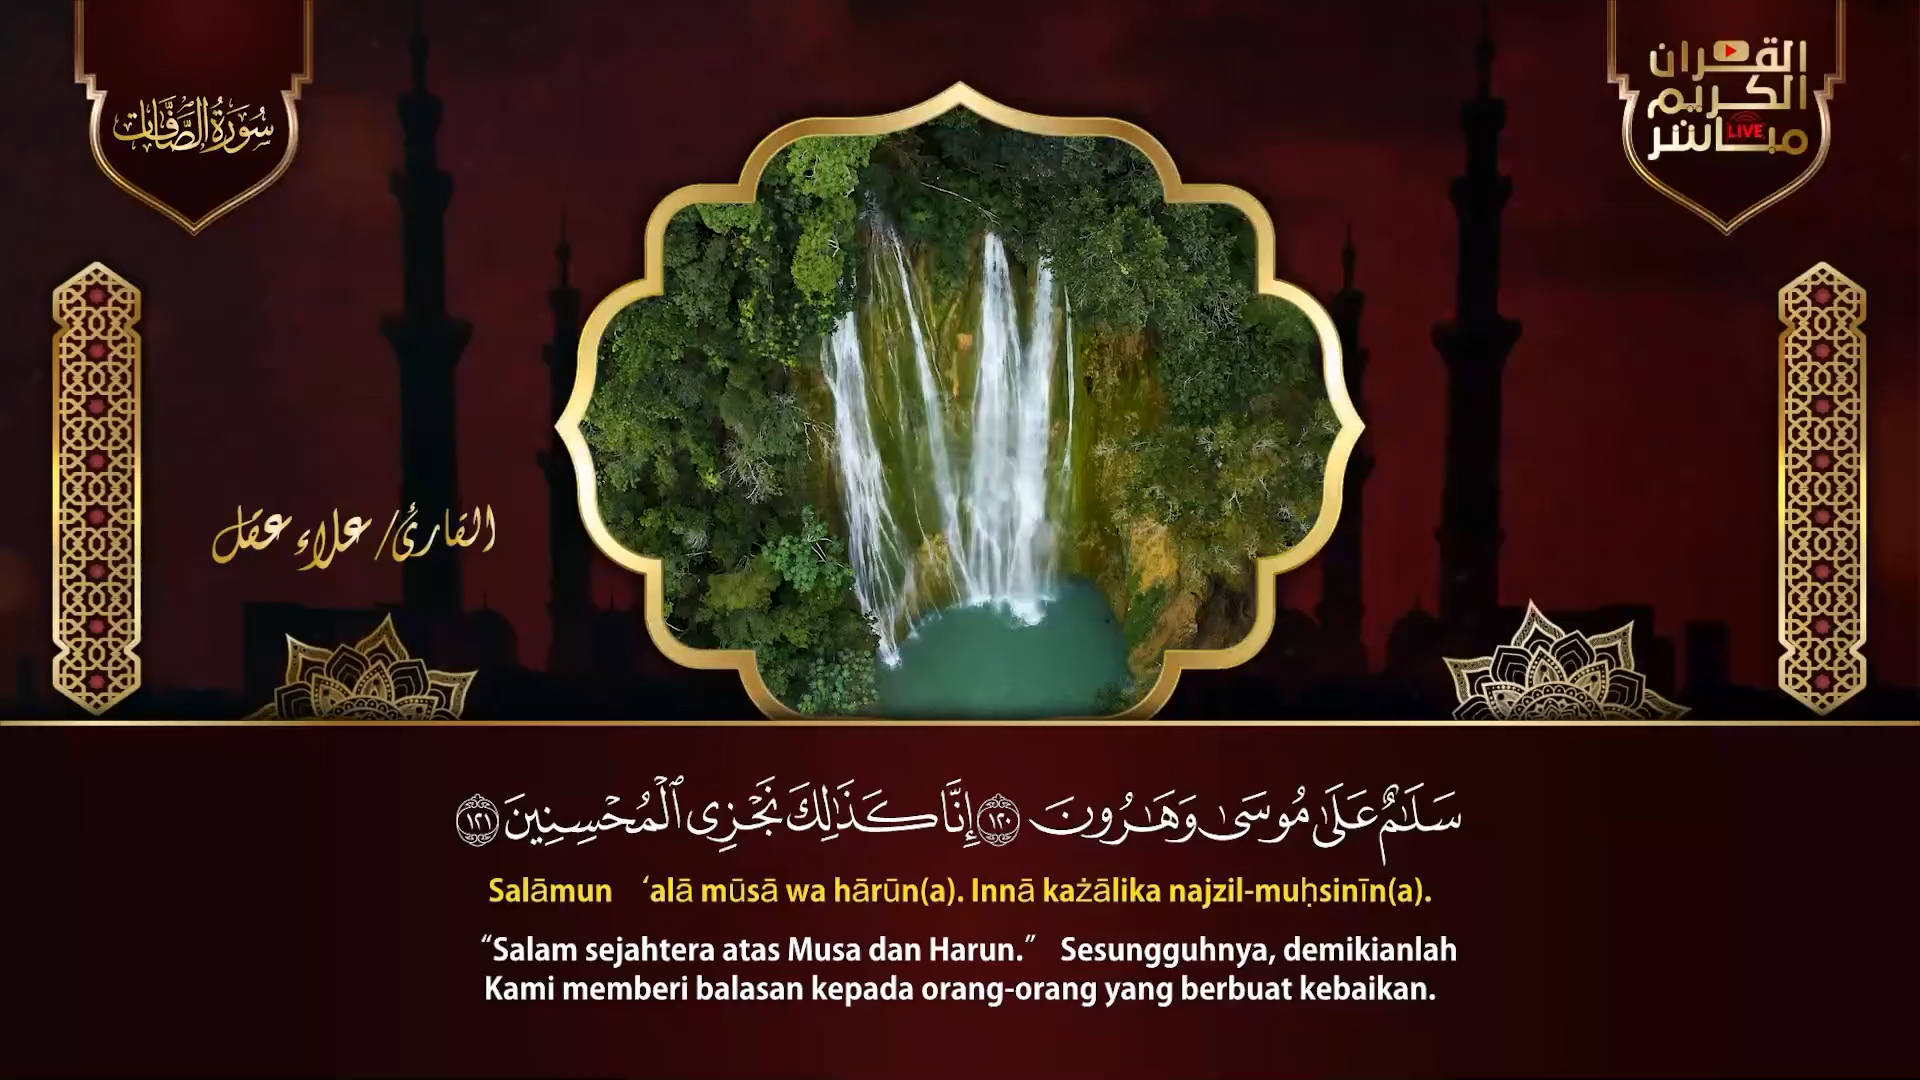 سُورَةُ الصَّافَّات
القرآن
الكريم
مباشر
LIVE
القارئ/ علاء عقل
سَلَـٰمٌ عَلَىٰ مُوسَىٰ وَهَـٰرُونَ ١٢٠ إِنَّا كَذَٰلِكَ نَجْزِى ٱلْمُحْسِنِينَ ١٢١
Salāmun ‘alā mūsā wa hārūn(a). Innā każālika najzil-muḥsinīn(a).
“Salam sejahtera atas Musa dan Harun.” Sesungguhnya, demikianlah
Kami memberi balasan kepada orang-orang yang berbuat kebaikan.